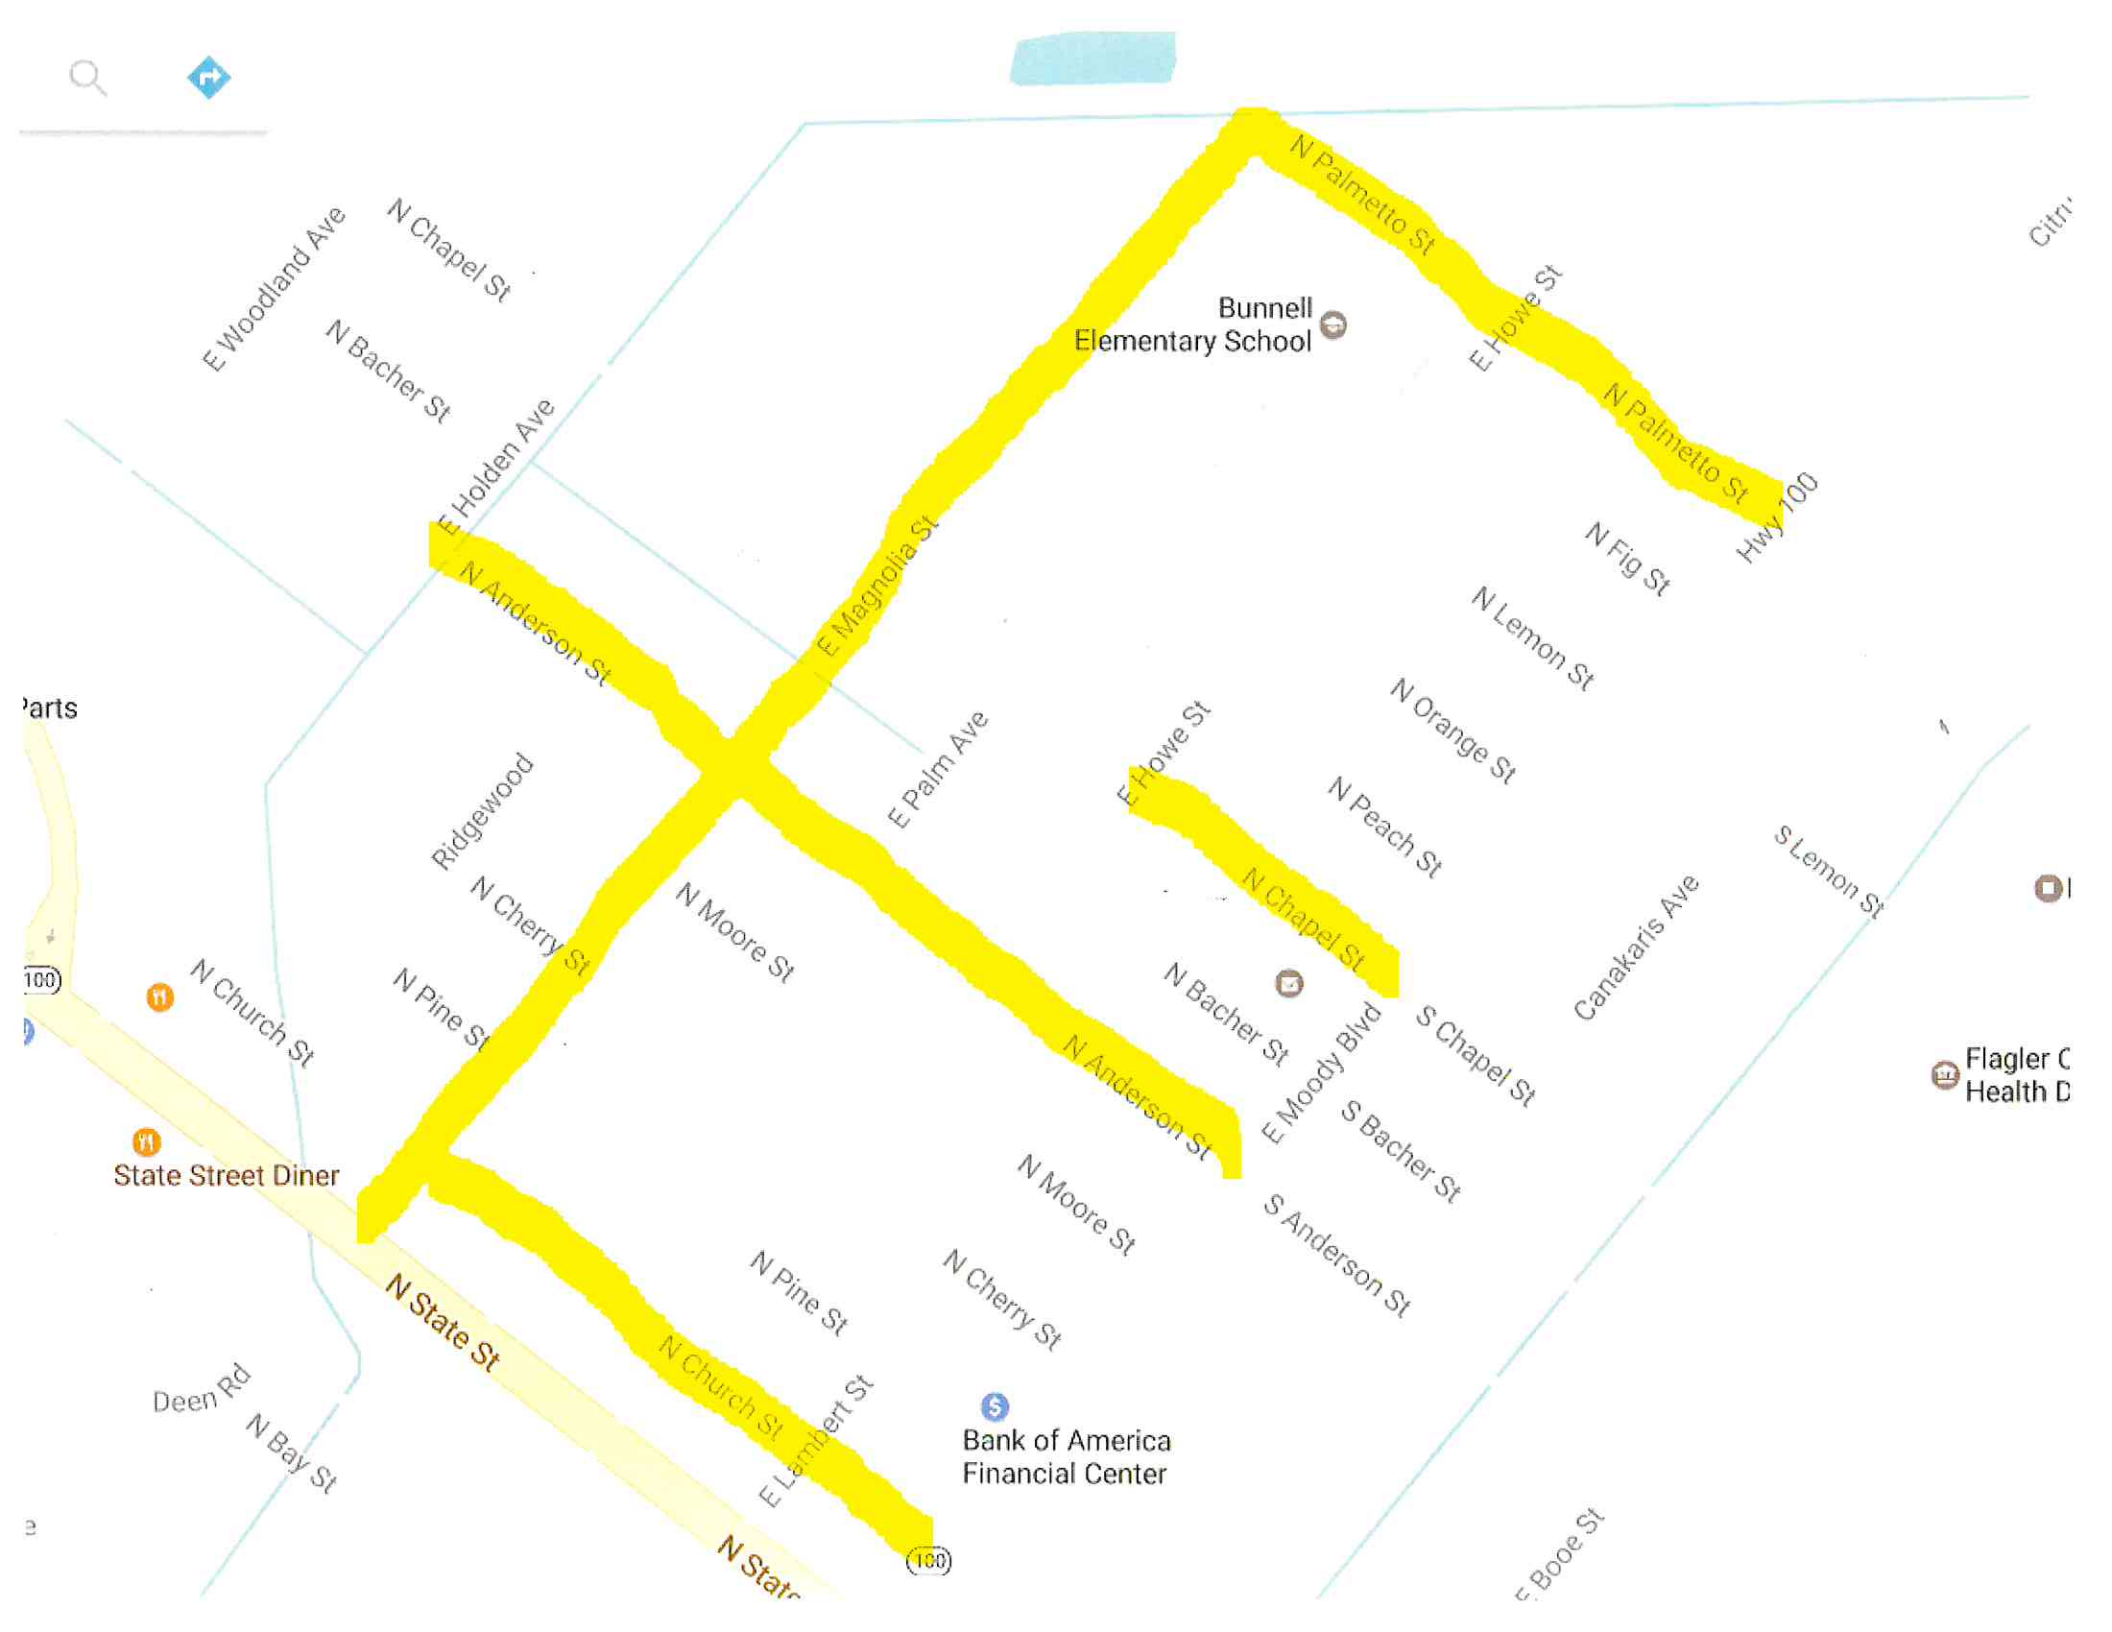 N Palmetto St
Citru
E Woodland Ave
N Chapel St
N Bacher St
E Howe St
Bunnell
Elementary School
E Holden Ave
N Palmetto St
Hwy 100
N Anderson St
E Magnolia St
N Fig St
N Lemon St
Parts
N Orange St
E Palm Ave
E Howe St
Ridgewood
N Peach St
S Lemon St
N Cherry St
N Moore St
N Chapel St
Canakaris Ave
100
N Church St
N Pine St
N Bacher St
S Chapel St
E Moody Blvd
N Anderson St
Flagler C
Health D
State Street Diner
S Bacher St
N Moore St
S Anderson St
N State St
N Pine St
N Cherry St
Deen Rd
N Church St
E Lambert St
N Bay St
Bank of America
Financial Center
e
100
N State
E Booe St